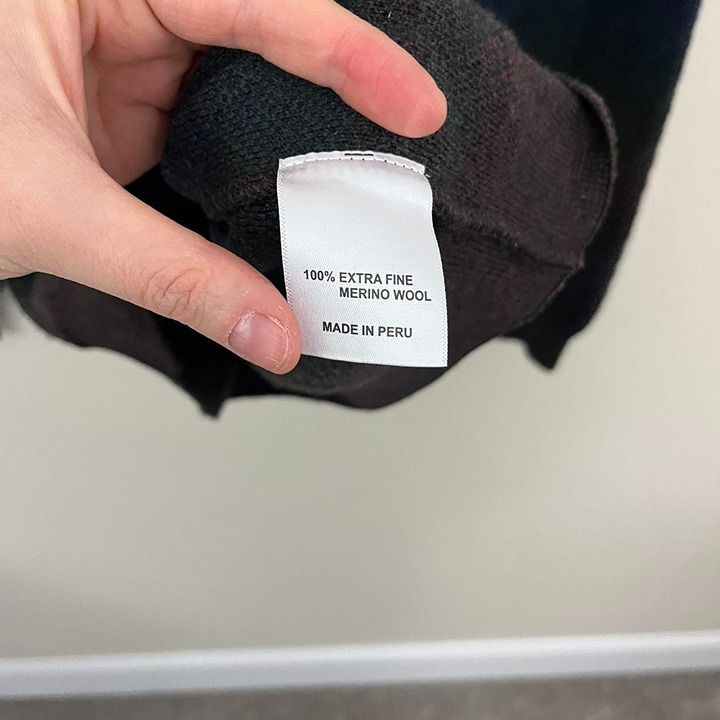 100% EXTRA FINE
MERINO WOOL
MADE IN PERU